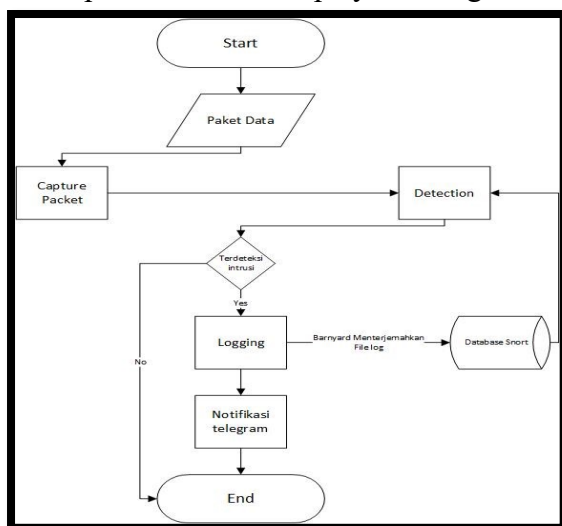 Start
Paket Data
Capture
Packet
Detection
Terdeteksi
intrusi
Yes
Logging
Barnyard Menterjemahkan
File log
Database Snort
No
Notifikasi
telegram
End